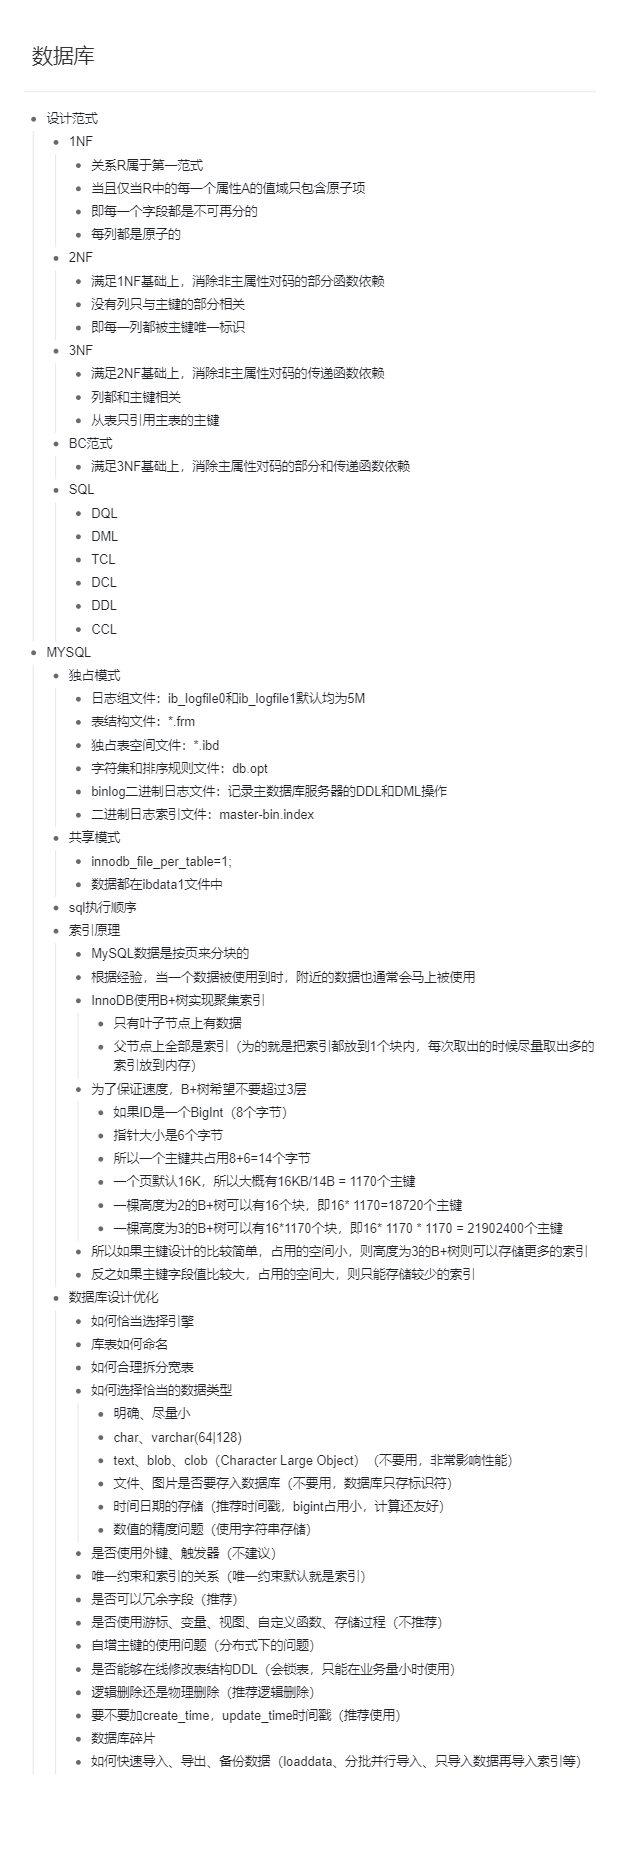 数据库
设计范式
1NF
关系R属于第一范式
当且仅当R中的每一个属性A的值域只包含原子项
即每一个字段都是不可再分的
每列都是原子的
2NF
满足1NF基础上，消除非主属性对码的部分函数依赖
没有列只与主键的部分相关
即每一列都被主键唯一标识
3NF
满足2NF基础上，消除非主属性对码的传递函数依赖
列都和主键相关
从表只引用主表的主键
BC范式
满足3NF基础上，消除主属性对码的部分和传递函数依赖
SQL
DQL
DML
TCL
DCL
DDL
CCL
MYSQL
独占模式
日志组文件：ib_logfile0和ib_logfile1默认均为5M
表结构文件：*.frm
独占表空间文件：*.ibd
字符集和排序规则文件：db.opt
binlog二进制日志文件：记录主数据库服务器的DDL和DML操作
二进制日志索引文件：master-bin.index
共享模式
innodb_file_per_table=1;
数据都在ibdata1文件中
sql执行顺序
索引原理
MySQL数据是按页来分块的
根据经验，当一个数据被使用到时，附近的数据也通常会马上被使用
InnoDB使用B+树实现聚集索引
只有叶子节点上有数据
父节点上全部是索引（为的就是把索引都放到1个块内，每次取出的时候尽量取出多的
索引放到内存）
为了保证速度，B+树希望不要超过3层
如果ID是一个BigInt（8个字节）
指针大小是6个字节
所以一个主键共占用8+6=14个字节
一个页默认16K，所以大概有16KB/14B = 1170个主键
一棵高度为2的B+树可以有16个块，即16* 1170=18720个主键
一棵高度为3的B+树可以有16*1170个块，即16* 1170 * 1170 = 21902400个主键
所以如果主键设计的比较简单，占用的空间小，则高度为3的B+树则可以存储更多的索引
反之如果主键字段值比较大，占用的空间大，则只能存储较少的索引
数据库设计优化
如何恰当选择引擎
库表如何命名
如何合理拆分宽表
如何选择恰当的数据类型
明确、尽量小
char、varchar(64|128)
text、blob、clob（Character Large Object）（不要用，非常影响性能）
文件、图片是否要存入数据库（不要用，数据库只存标识符）
时间日期的存储（推荐时间戳，bigint占用小，计算还友好）
数值的精度问题（使用字符串存储）
是否使用外键、触发器（不建议）
唯一约束和索引的关系（唯一约束默认就是索引）
是否可以冗余字段（推荐）
是否使用游标、变量、视图、自定义函数、存储过程（不推荐）
自增主键的使用问题（分布式下的问题）
是否能够在线修改表结构DDL（会锁表，只能在业务量小时使用）
逻辑删除还是物理删除（推荐逻辑删除）
要不要加create_time，update_time时间戳（推荐使用）
数据库碎片
如何快速导入、导出、备份数据（loaddata、分批并行导入、只导入数据再导入索引等）